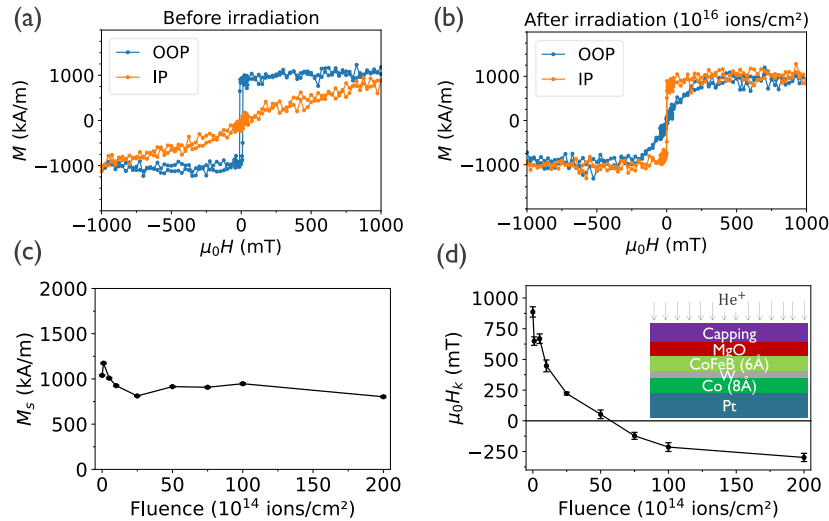 (a)
Before irradiation
OOP
IP
M (kA/m)
1000
0
−1000
−1000 −500 0 500 1000
μ₀H (mT)
(b)
After irradiation (10¹⁶ ions/cm²)
OOP
IP
M (kA/m)
1000
0
−1000
−1000 −500 0 500 1000
μ₀H (mT)
(c)
Mₛ (kA/m)
2000
1500
1000
500
0
0 50 100 150 200
Fluence (10¹⁴ ions/cm²)
(d)
μ₀Hₖ (mT)
1000
750
500
250
0
−250
0 50 100 150 200
Fluence (10¹⁴ ions/cm²)
He⁺
Capping
MgO
CoFeB (6Å)
W
Co (8Å)
Pt